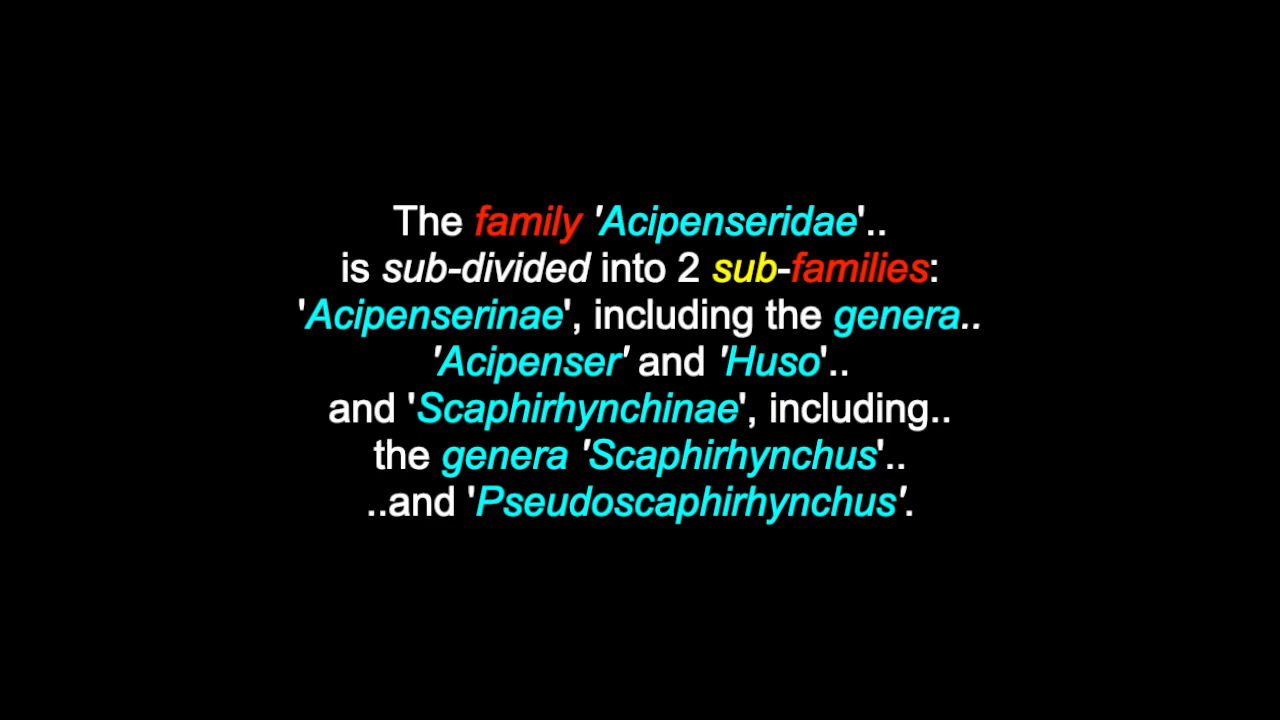 The family 'Acipenseridae'..
is sub-divided into 2 sub-families:
'Acipenserinae', including the genera..
'Acipenser' and 'Huso'..
and 'Scaphirhynchinae', including..
the genera 'Scaphirhynchus'..
..and 'Pseudoscaphirhynchus'.